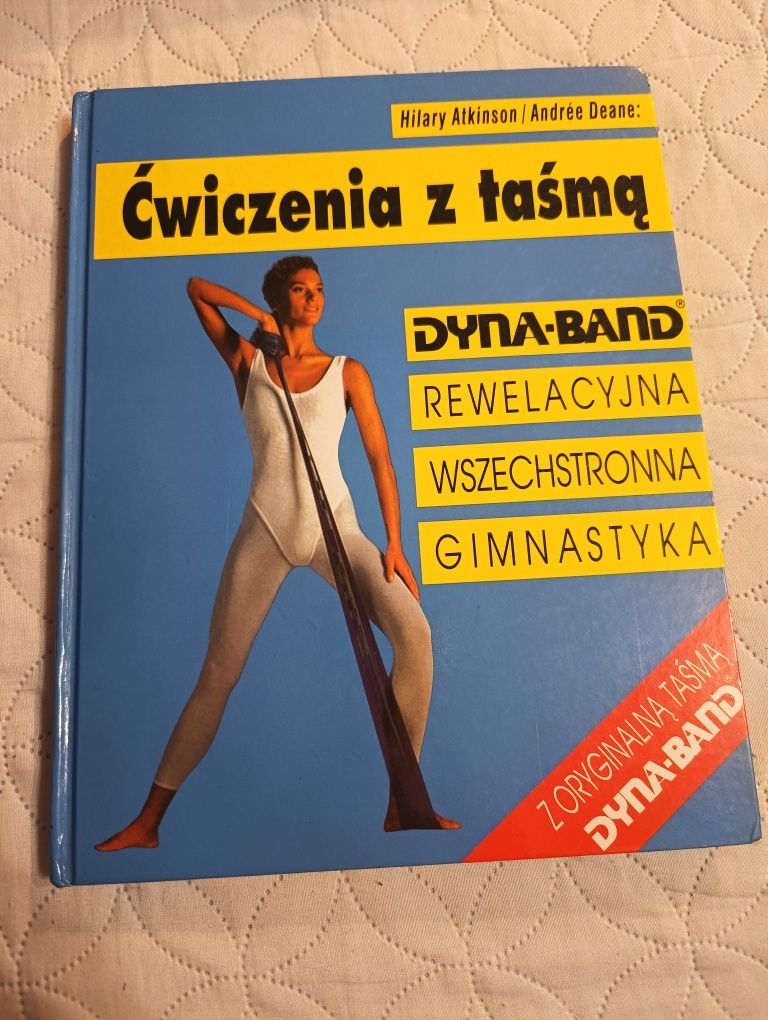 Hilary Atkinson / Andrée Deane:
Ćwiczenia z taśmą
DYNA-BAND®
REWELACYJNA
WSZECHSTRONNA
GIMNASTYKA
Z ORYGINALNĄ TAŚMĄ
DYNA-BAND®